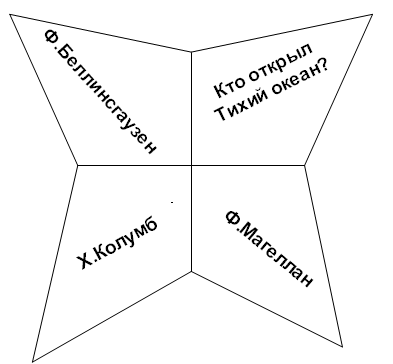 Ф.Беллинсгаузен
Кто открыл
Тихий океан?
Х.Колумб
Ф.Магеллан